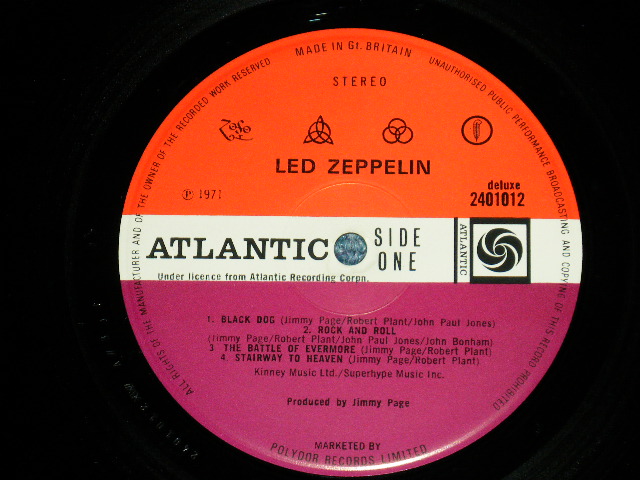 MADE IN Gt. BRITAIN
ALL RIGHTS OF THE MANUFACTURER AND OF THE OWNER OF THE RECORDED WORK RESERVED
UNAUTHORISED PUBLIC PERFORMANCE BROADCASTING AND COPYING OF THIS RECORD PROHIBITED
STEREO
LED ZEPPELIN
℗ 1971
deluxe
2401012
ATLANTIC
SIDE
ONE
ATLANTIC
Under licence from Atlantic Recording Corpn.
1. BLACK DOG (Jimmy Page/Robert Plant/John Paul Jones)
2. ROCK AND ROLL
(Jimmy Page/Robert Plant/John Paul Jones/John Bonham)
3 THE BATTLE OF EVERMORE (Jimmy Page/Robert Plant)
4. STAIRWAY TO HEAVEN (Jimmy Page/Robert Plant)
Kinney Music Ltd./Superhype Music Inc.
Produced by Jimmy Page
MARKETED BY
POLYDOR RECORDS LIMITED